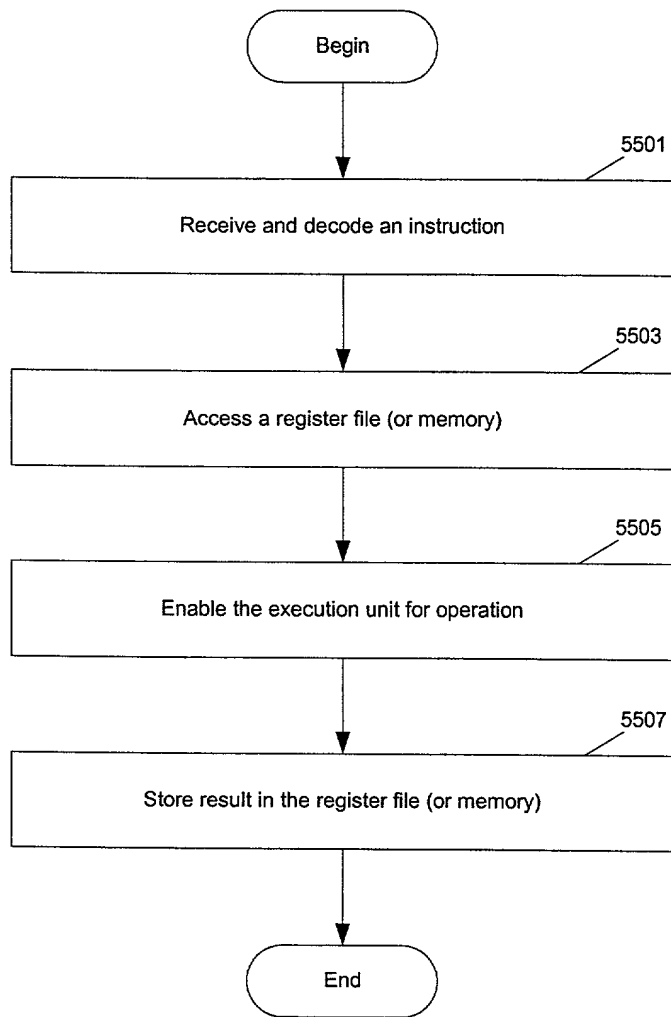 Begin
5501
Receive and decode an instruction
5503
Access a register file (or memory)
5505
Enable the execution unit for operation
5507
Store result in the register file (or memory)
End